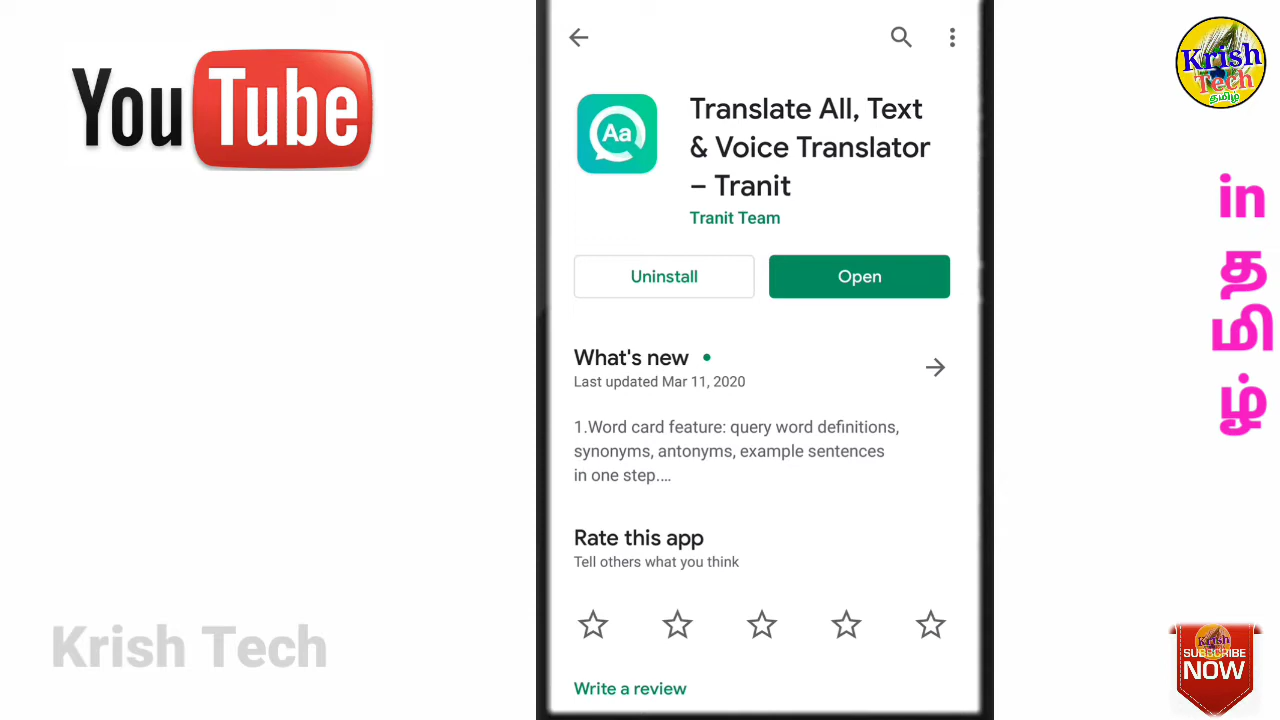 YouTube
Krish
Tech
தமிழ்
Translate All, Text
& Voice Translator
– Tranit
Tranit Team
Aa
Uninstall
Open
in
த
மி
ழ்
What's new
Last updated Mar 11, 2020
1.Word card feature: query word definitions,
synonyms, antonyms, example sentences
in one step....
Rate this app
Tell others what you think
Write a review
Krish Tech
Krish
SUBSCRIBE
NOW